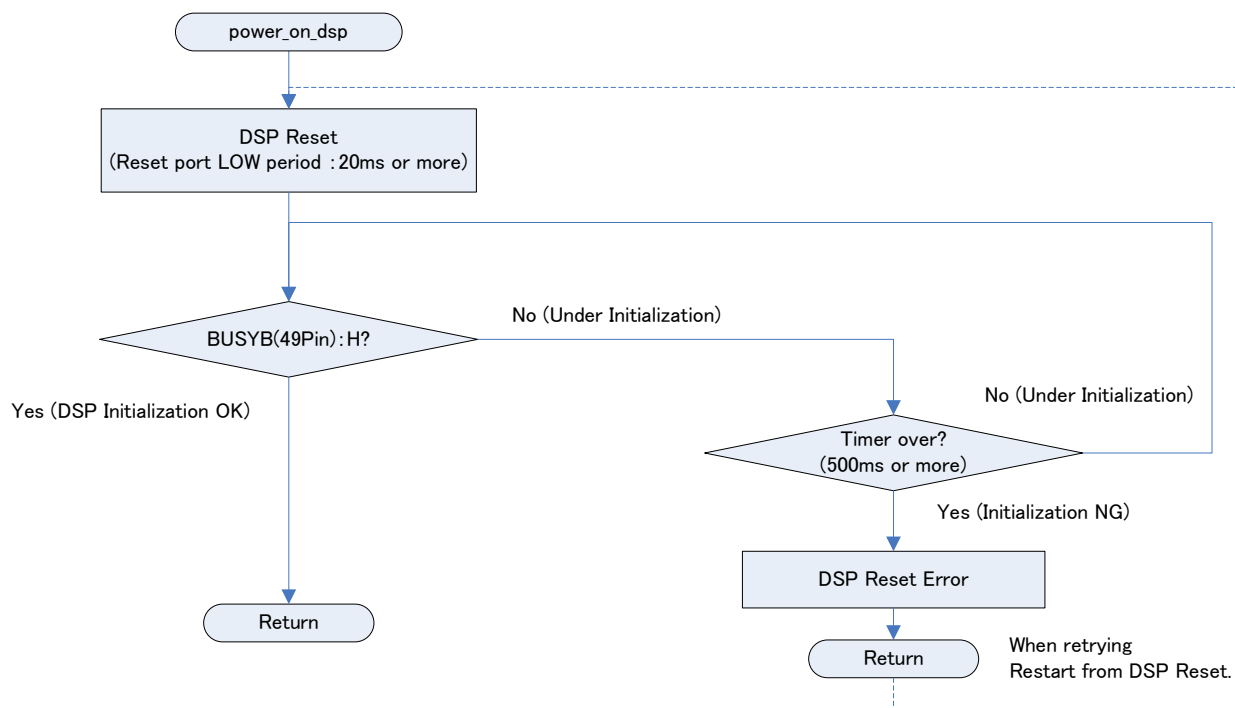 power_on_dsp
DSP Reset
(Reset port LOW period :20ms or more)
BUSYB(49Pin):H?
No (Under Initialization)
Yes (DSP Initialization OK)
No (Under Initialization)
Timer over?
(500ms or more)
Yes (Initialization NG)
DSP Reset Error
Return
Return
When retrying
Restart from DSP Reset.